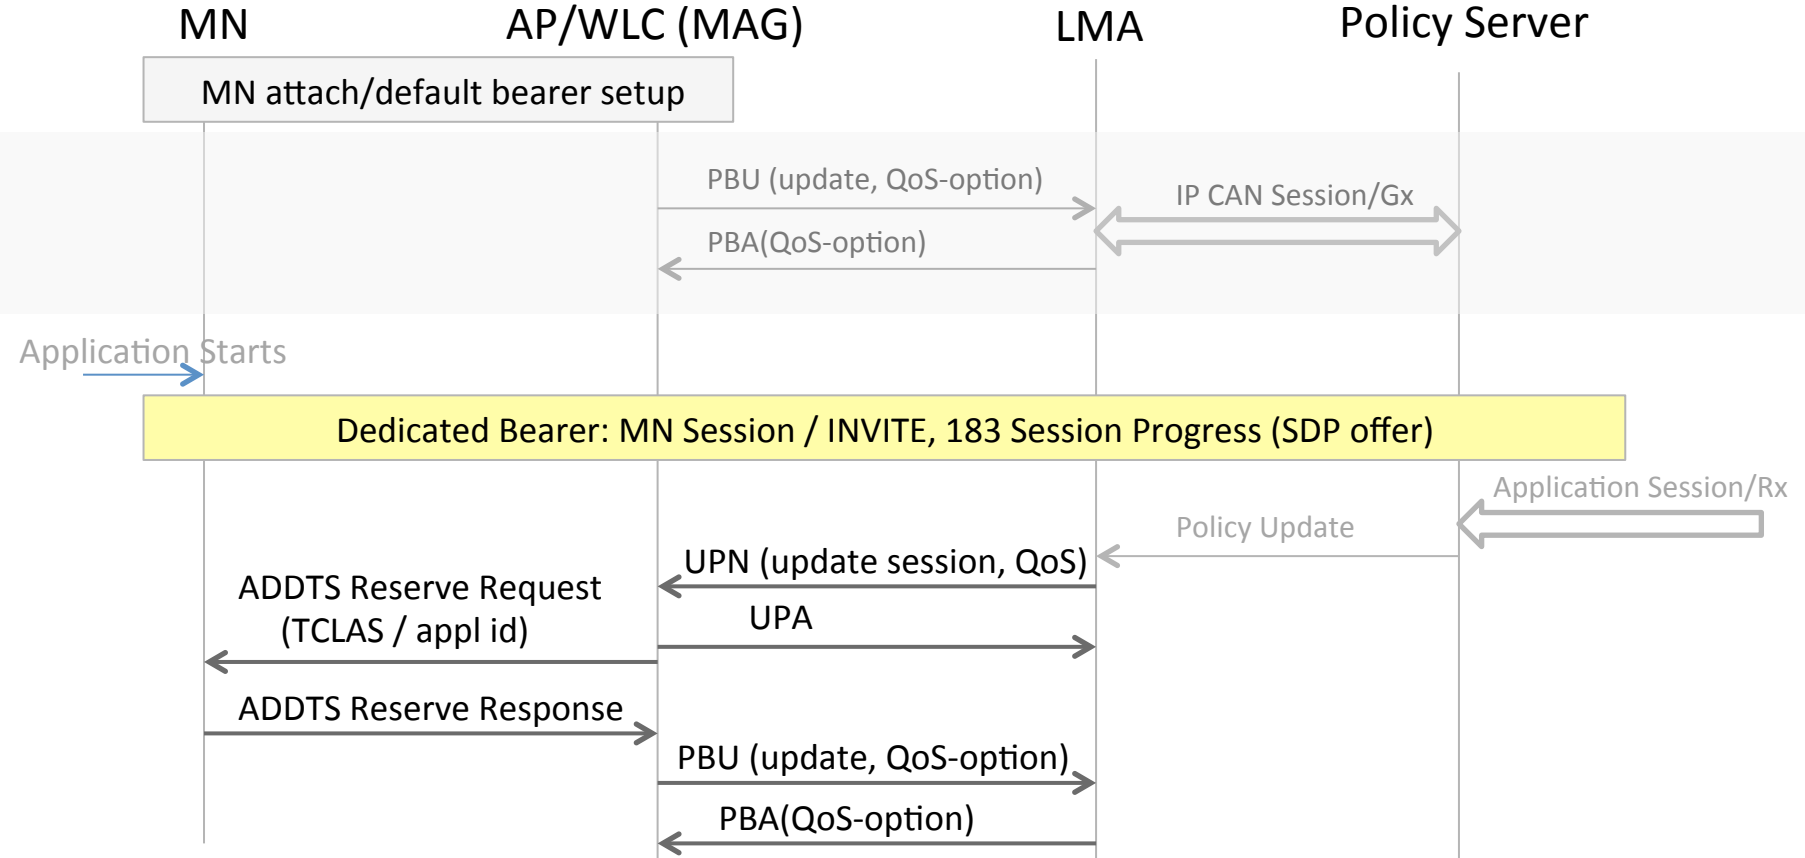 MN
AP/WLC (MAG)
LMA
Policy Server
MN attach/default bearer setup
PBU (update, QoS-option)
IP CAN Session/Gx
PBA(QoS-option)
Application Starts
Dedicated Bearer: MN Session / INVITE, 183 Session Progress (SDP offer)
Application Session/Rx
Policy Update
UPN (update session, QoS)
ADDTS Reserve Request
(TCLAS / appl id)
UPA
ADDTS Reserve Response
PBU (update, QoS-option)
PBA(QoS-option)